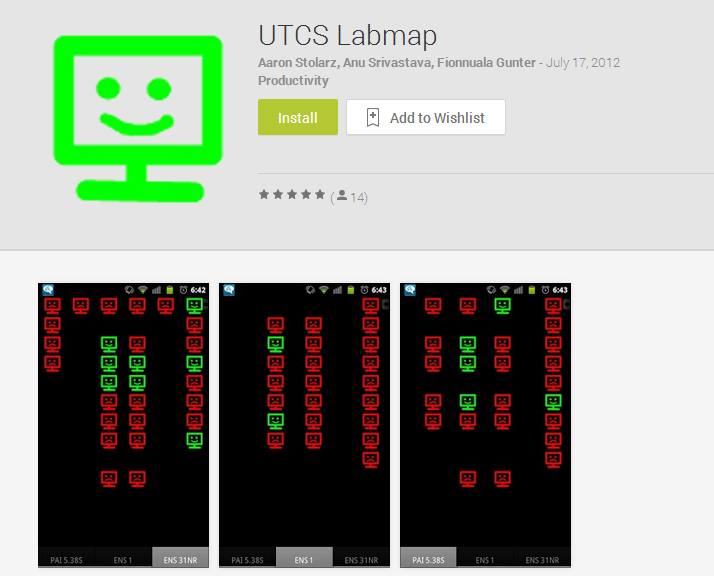 UTCS Labmap
Aaron Stolarz, Anu Srivastava, Fionnuala Gunter - July 17, 2012
Productivity
Install
Add to Wishlist
(14)
6:42
6:43
6:43
PAI 5.38S
ENS 1
ENS 31NR
PAI 5.38S
ENS 1
ENS 31NR
PAI 5.38S
ENS 1
ENS 31NR